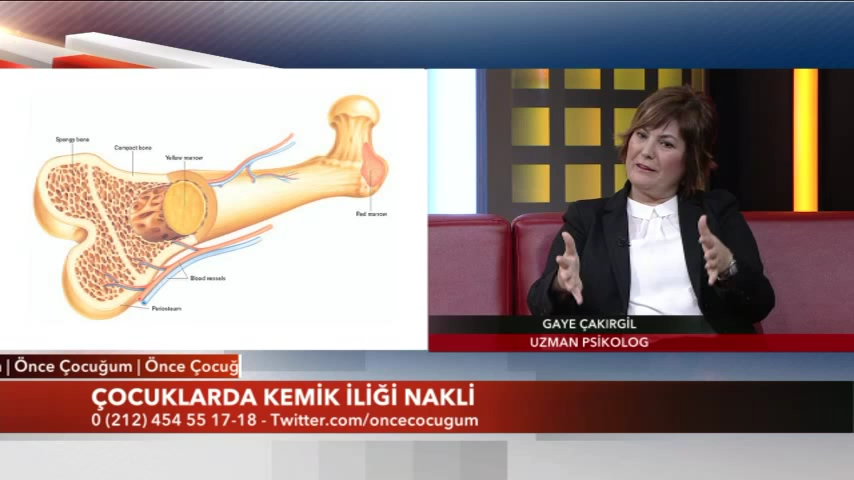 Spongy bone
Compact bone
Yellow marrow
Red marrow
Blood vessels
Periosteum
GAYE ÇAKIRGİL
UZMAN PSİKOLOG
| Önce Çocuğum | Önce Çocuğ
ÇOCUKLARDA KEMİK İLİĞİ NAKLİ
0 (212) 454 55 17-18 - Twitter.com/oncecocugum